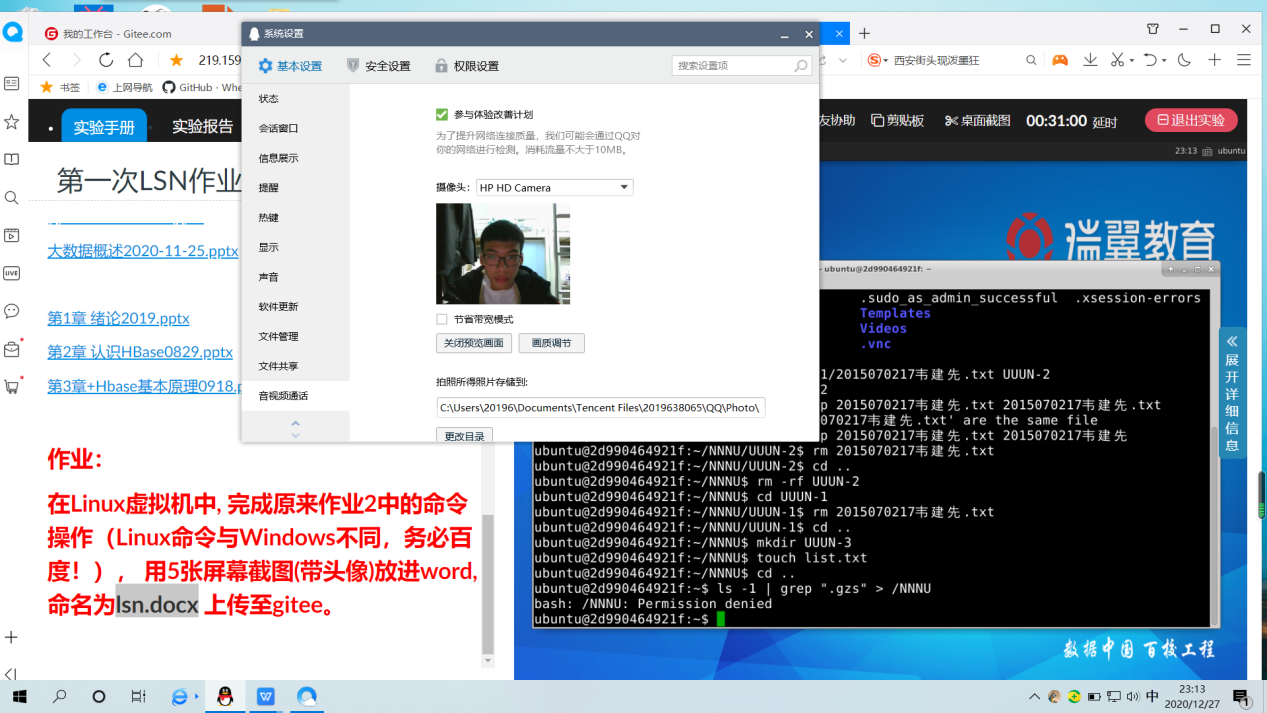 我的工作台 - Gitee.com
219.159
西安街头现泼墨狂
书签
上网导航
GitHub · Whe
实验手册
实验报告
友协助
剪贴板
桌面截图
00:31:00 延时
退出实验
23:13
ubuntu
第一次LSN作业
大数据概述2020-11-25.pptx
第1章 绪论2019.pptx
第2章 认识HBase0829.pptx
第3章+Hbase基本原理0918.p
作业：
在Linux虚拟机中, 完成原来作业2中的命令
操作（Linux命令与Windows不同，务必百
度！）， 用5张屏幕截图(带头像)放进word,
命名为lsn.docx 上传至gitee。
系统设置
基本设置
安全设置
权限设置
搜索设置项
状态
会话窗口
信息展示
提醒
热键
显示
声音
软件更新
文件管理
文件共享
音视频通话
参与体验改善计划
为了提升网络连接质量，我们可能会通过QQ对
你的网络进行检测。消耗流量不大于10MB。
摄像头：
HP HD Camera
节省带宽模式
关闭预览画面
画质调节
拍照所得照片存储到:
C:\Users\20196\Documents\Tencent Files\2019638065\QQ\Photo\
更改目录
瑞翼教育
- ubuntu@2d990464921f: ~
.sudo_as_admin_successful .xsession-errors
Templates
Videos
.vnc
1/2015070217韦建先.txt UUUN-2
2
p 2015070217韦建先.txt 2015070217韦建先.txt
070217韦建先.txt' are the same file
p 2015070217韦建先.txt 2015070217韦建先
ubuntu@2d990464921f:~/NNNU/UUUN-2$ rm 2015070217韦建先.txt
ubuntu@2d990464921f:~/NNNU/UUUN-2$ cd ..
ubuntu@2d990464921f:~/NNNU$ rm -rf UUUN-2
ubuntu@2d990464921f:~/NNNU$ cd UUUN-1
ubuntu@2d990464921f:~/NNNU/UUUN-1$ rm 2015070217韦建先.txt
ubuntu@2d990464921f:~/NNNU/UUUN-1$ cd ..
ubuntu@2d990464921f:~/NNNU$ mkdir UUUN-3
ubuntu@2d990464921f:~/NNNU$ touch list.txt
ubuntu@2d990464921f:~/NNNU$ cd ..
ubuntu@2d990464921f:~$ ls -1 | grep ".gzs" > /NNNU
bash: /NNNU: Permission denied
ubuntu@2d990464921f:~$
展开详细信息
数据中国 百校工程
LIVE
中
23:13
2020/12/27
1